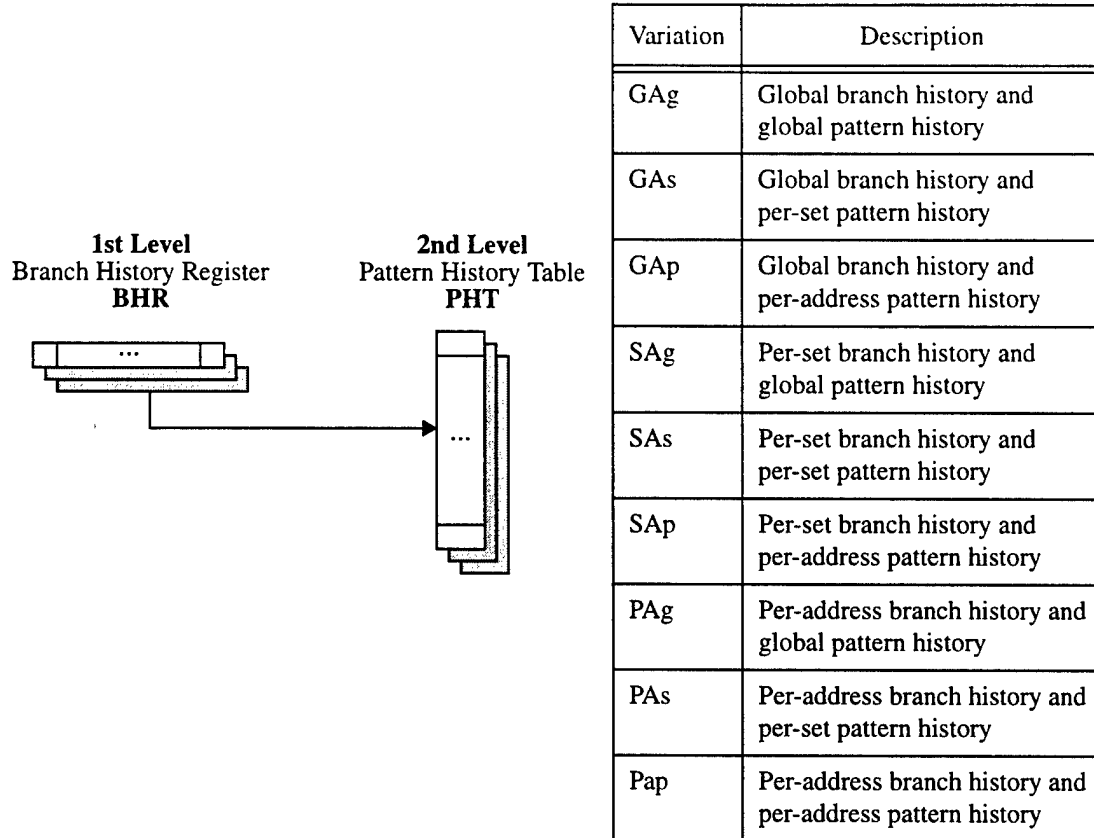 1st Level
Branch History Register
BHR
...
2nd Level
Pattern History Table
PHT
...
Variation Description
GAg Global branch history and
global pattern history
GAs Global branch history and
per-set pattern history
GAp Global branch history and
per-address pattern history
SAg Per-set branch history and
global pattern history
SAs Per-set branch history and
per-set pattern history
SAp Per-set branch history and
per-address pattern history
PAg Per-address branch history and
global pattern history
PAs Per-address branch history and
per-set pattern history
Pap Per-address branch history and
per-address pattern history